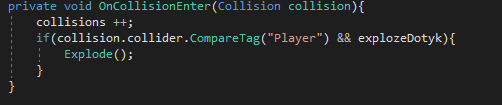 private void OnCollisionEnter(Collision collision){
    collisions ++;
    if(collision.collider.CompareTag("Player") && explozeDotyk){
        Explode();
    }
}